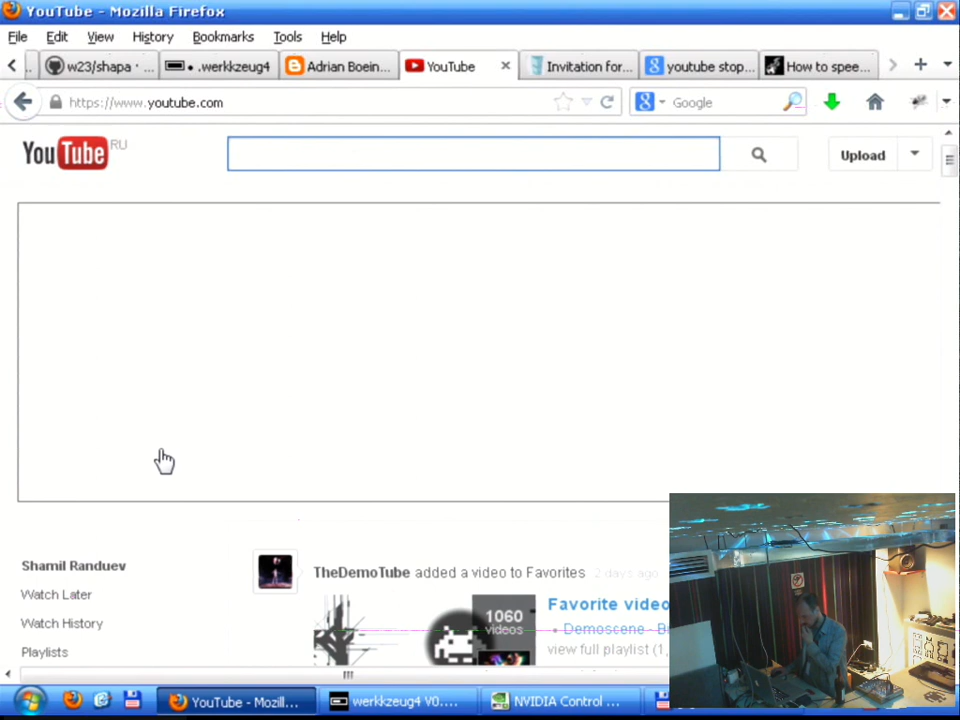 YouTube - Mozilla Firefox
File Edit View History Bookmarks Tools Help
w23/shapa · ... .werkkzeug4 Adrian Boein... YouTube Invitation for... youtube stop... How to spee...
https://www.youtube.com Google
YouTube RU Upload
Shamil Randuev
Watch Later
Watch History
Playlists
TheDemoTube added a video to Favorites 2 days ago
1060 videos
Favorite video
• Demoscene - B
view full playlist (1,
YouTube - Mozill... werkkzeug4 V0.... NVIDIA Control ...